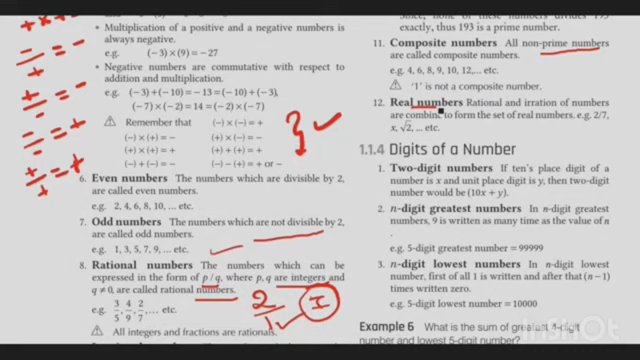 + × +
− = −
+
+ = −
−
− = +
−
+ = +
+
• Multiplication of a positive and a negative numbers is
always negative.
e.g. (−3) × (9) = −27
• Negative numbers are commutative with respect to
addition and multiplication.
e.g. (−3) + (−10) = −13 = (−10) + (−3),
(−7) × (−2) = 14 = (−2) × (−7)
⚠ Remember that (−) × (−) = +
(−) × (+) = − (+) × (−) = −
(+) × (+) = + (+) + (+) = +
(−) + (−) = − (−) − (−) = + or −
6. Even numbers The numbers which are divisible by 2,
are called even numbers.
e.g. 2, 4, 6, 8, 10, ... etc.
7. Odd numbers The numbers which are not divisible by 2,
are called odd numbers.
e.g. 1, 3, 5, 7, 9, ... etc.
8. Rational numbers The numbers which can be
expressed in the form of p / q, where p, q are integers and
q ≠ 0, are called rational numbers.
e.g. 3/5, 4/9, 2/7, ... etc.
2/1 I
⚠ All integers and fractions are rationals.
exactly, thus 193 is a prime number.
11. Composite numbers All non-prime numbers
are called composite numbers.
e.g. 4, 6, 8, 9, 10, 12,... etc.
⚠ '1' is not a composite number.
12. Real numbers Rational and irration of numbers
are combine to form the set of real numbers. e.g. 2/7,
x, √2, ... etc.
1.1.4 Digits of a Number
1. Two-digit numbers If ten's place digit of a
number is x and unit place digit is y, then two-digit
number would be (10x + y).
2. n-digit greatest numbers In n-digit greatest
numbers, 9 is written as many time as the value of n
.
e.g. 5-digit greatest number = 99999
3. n-digit lowest numbers In n-digit lowest
number, first of all 1 is written and after that (n − 1)
times written zero.
e.g. 5-digit lowest number = 10000
Example 6 What is the sum of greatest 4-digit
number and lowest 5-digit number?